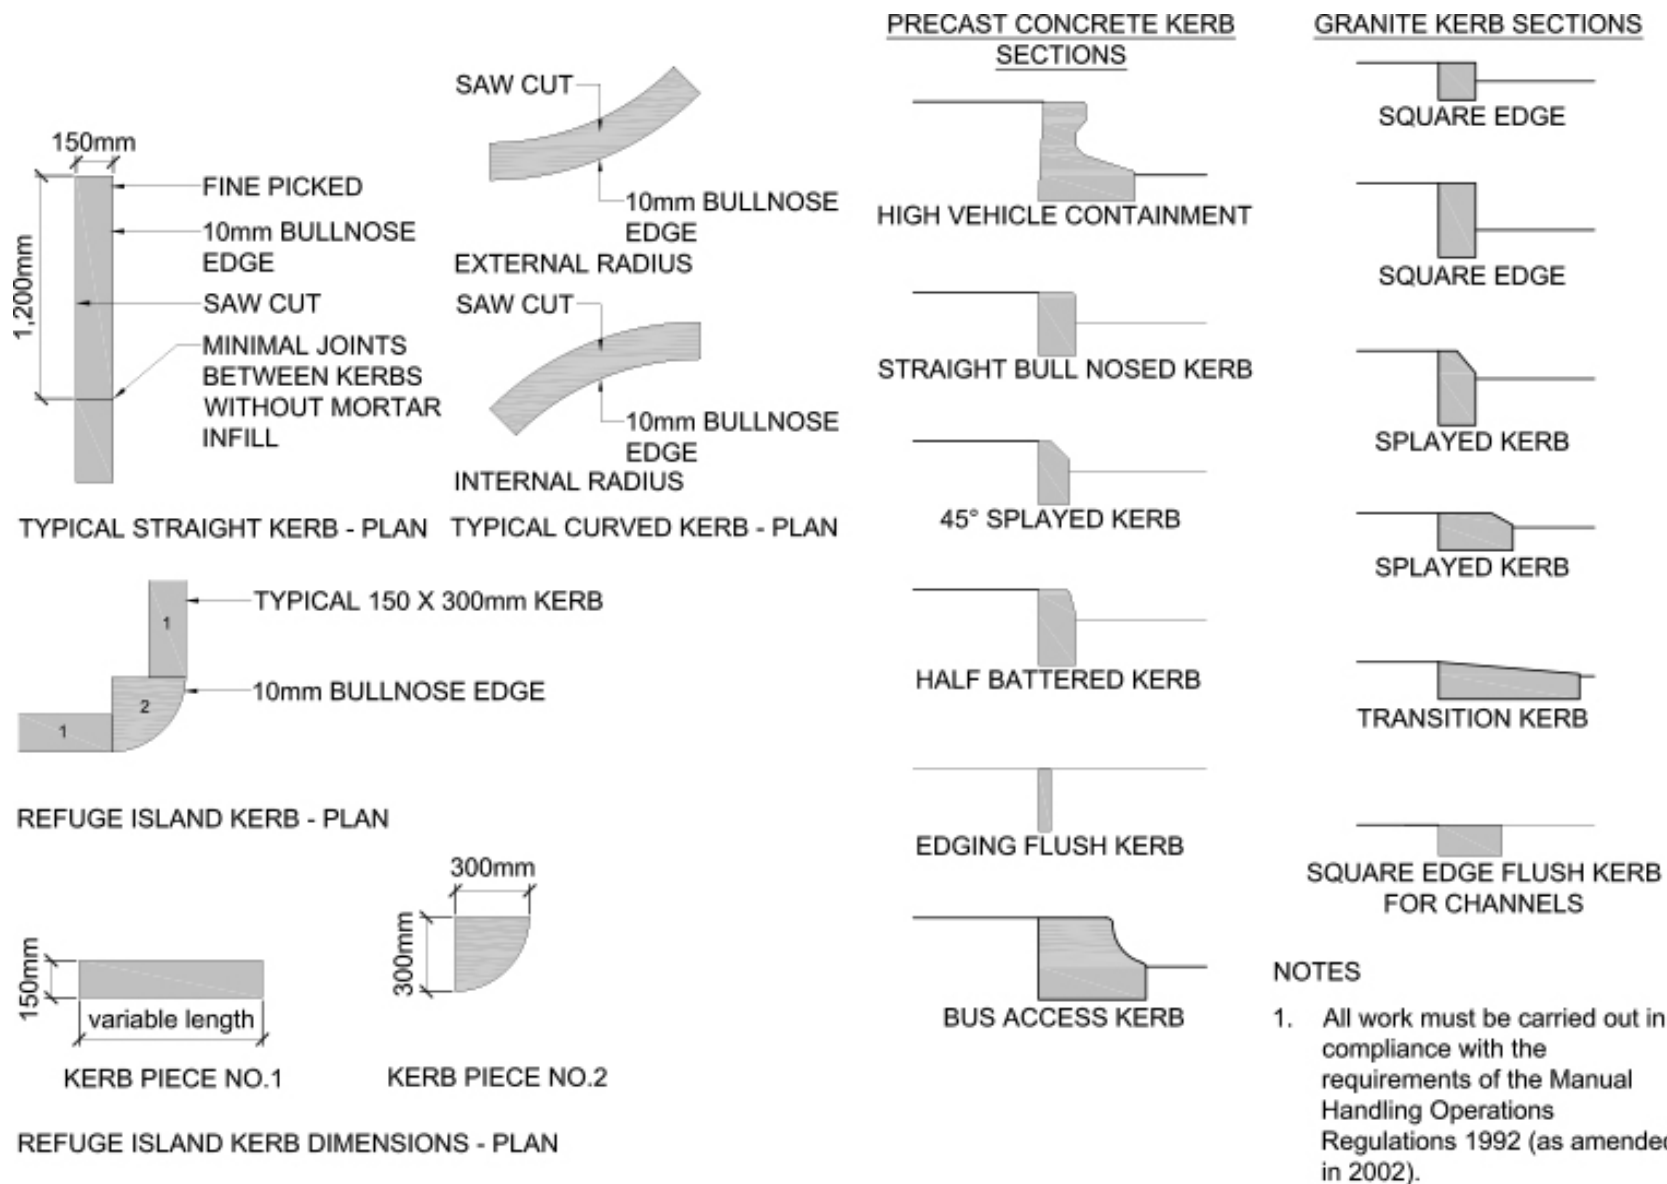 150mm
1,200mm
FINE PICKED
10mm BULLNOSE
EDGE
SAW CUT
MINIMAL JOINTS
BETWEEN KERBS
WITHOUT MORTAR
INFILL
TYPICAL STRAIGHT KERB - PLAN
SAW CUT
10mm BULLNOSE
EDGE
EXTERNAL RADIUS
SAW CUT
10mm BULLNOSE
EDGE
INTERNAL RADIUS
TYPICAL CURVED KERB - PLAN
1
TYPICAL 150 X 300mm KERB
2
10mm BULLNOSE EDGE
1
REFUGE ISLAND KERB - PLAN
150mm
variable length
KERB PIECE NO.1
300mm
300mm
KERB PIECE NO.2
REFUGE ISLAND KERB DIMENSIONS - PLAN
PRECAST CONCRETE KERB
SECTIONS
HIGH VEHICLE CONTAINMENT
STRAIGHT BULL NOSED KERB
45° SPLAYED KERB
HALF BATTERED KERB
EDGING FLUSH KERB
BUS ACCESS KERB
GRANITE KERB SECTIONS
SQUARE EDGE
SQUARE EDGE
SPLAYED KERB
SPLAYED KERB
TRANSITION KERB
SQUARE EDGE FLUSH KERB
FOR CHANNELS
NOTES
1. All work must be carried out in
compliance with the
requirements of the Manual
Handling Operations
Regulations 1992 (as amended
in 2002).